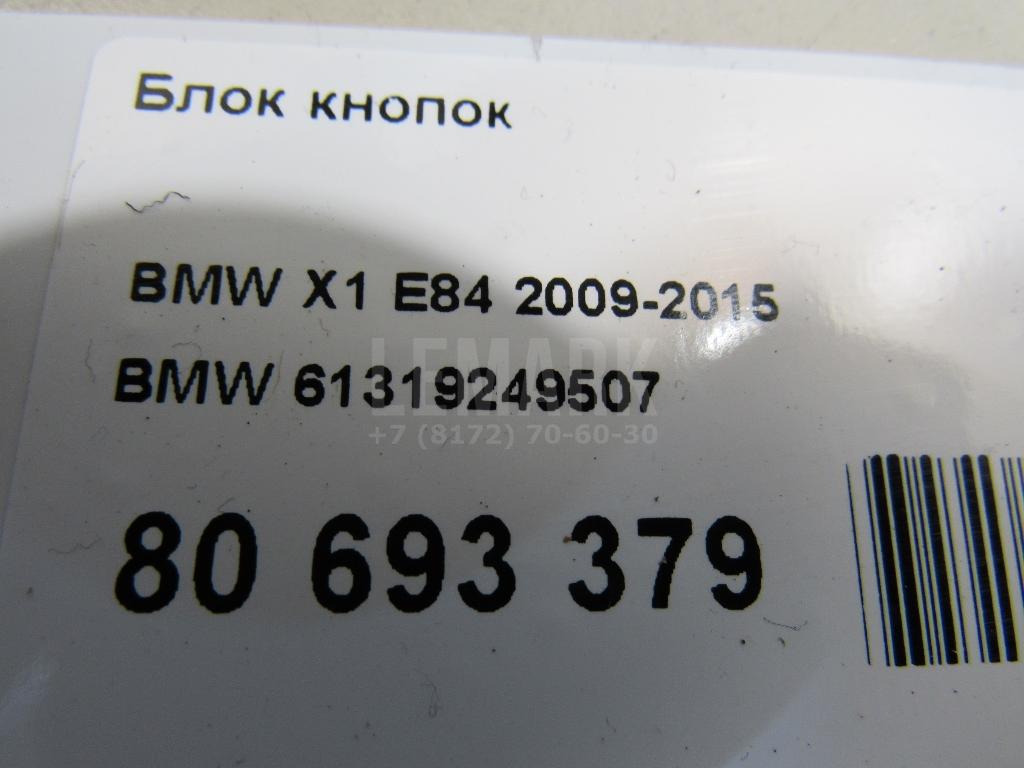 Блок кнопок
BMW X1 E84 2009-2015
LEMARK
BMW 61319249507
+7 (8172) 70-60-30
80 693 379